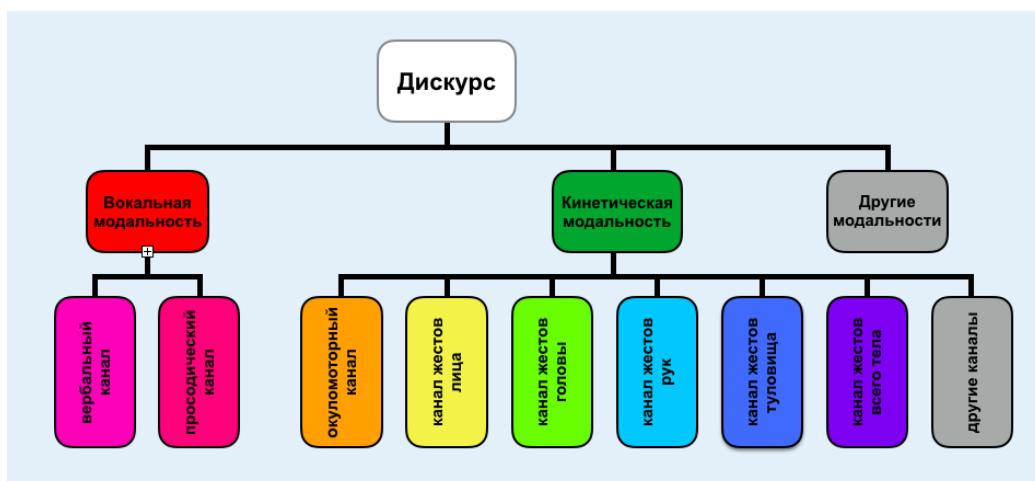 Дискурс
Вокальная
модальность
Кинетическая
модальность
Другие
модальности
вербальный
канал
просодический
канал
окуломоторный
канал
канал жестов
лица
канал жестов
головы
канал жестов
рук
канал жестов
туловища
канал жестов
всего тела
другие каналы